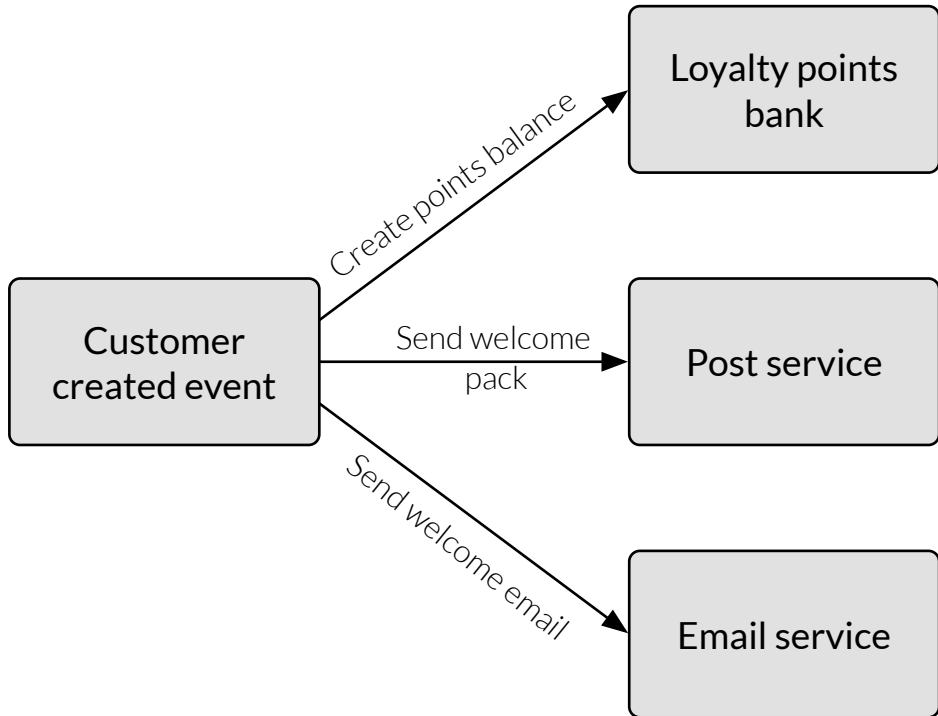 Loyalty points
bank
Create points balance
Customer
created event
Send welcome
pack
Post service
Send welcome email
Email service